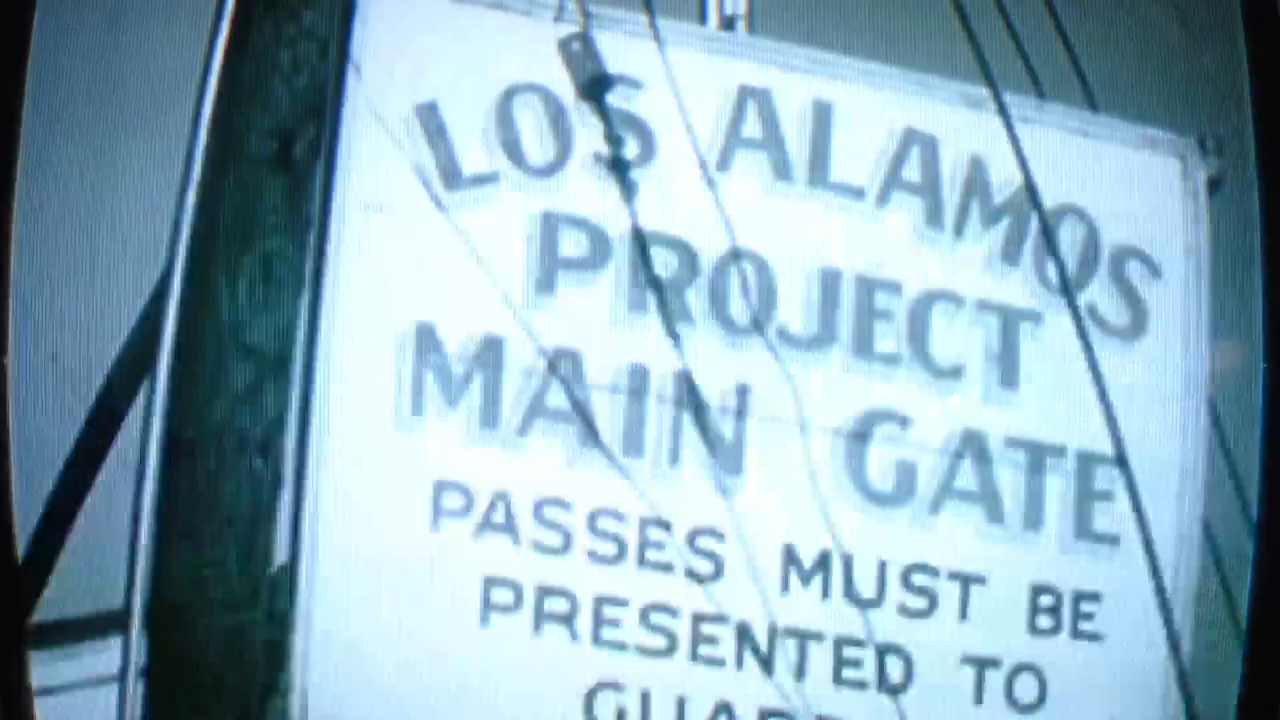 LOS ALAMOS
PROJECT
MAIN GATE
PASSES MUST BE
PRESENTED TO